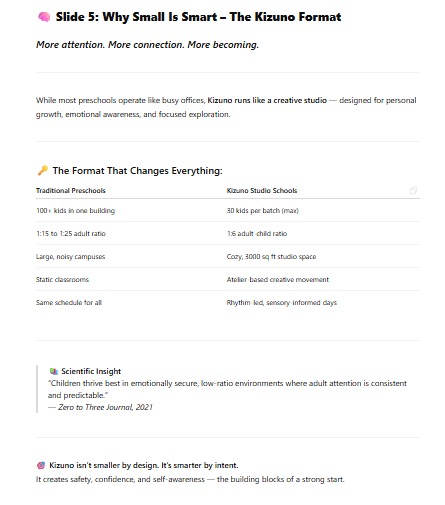 🧠 Slide 5: Why Small Is Smart – The Kizuno Format
More attention. More connection. More becoming.
While most preschools operate like busy offices, Kizuno runs like a creative studio — designed for personal
growth, emotional awareness, and focused exploration.
🔑 The Format That Changes Everything:
Traditional Preschools Kizuno Studio Schools
100+ kids in one building 30 kids per batch (max)
1:15 to 1:25 adult ratio 1:6 adult-child ratio
Large, noisy campuses Cozy, 3000 sq ft studio space
Static classrooms Atelier-based creative movement
Same schedule for all Rhythm-led, sensory-informed days
📚 Scientific Insight
“Children thrive best in emotionally secure, low-ratio environments where adult attention is consistent
and predictable.”
— Zero to Three Journal, 2021
🎯 Kizuno isn’t smaller by design. It’s smarter by intent.
It creates safety, confidence, and self-awareness — the building blocks of a strong start.